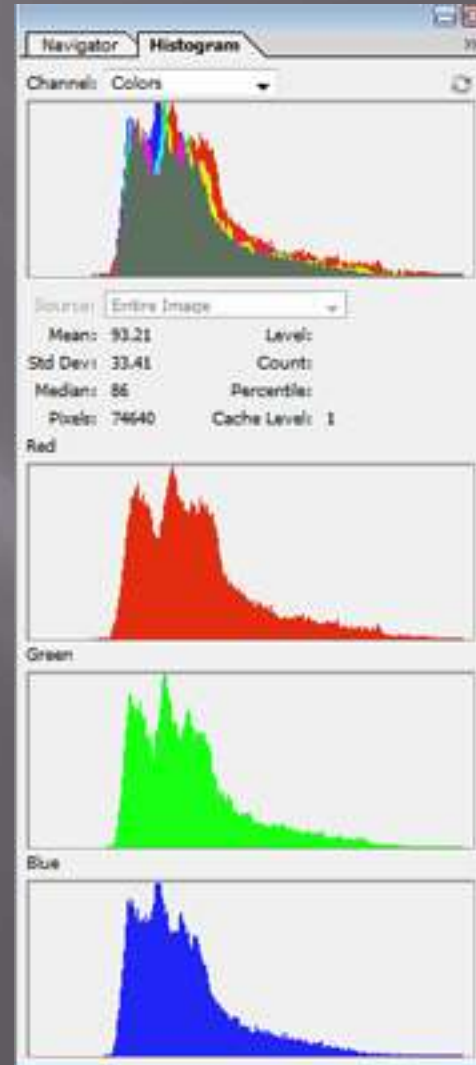 Navigator Histogram
Channel: Colors
Source: Entire Image
Mean: 93.21 Level:
Std Dev: 33.41 Count:
Median: 86 Percentile:
Pixels: 74640 Cache Level: 1
Red
Green
Blue